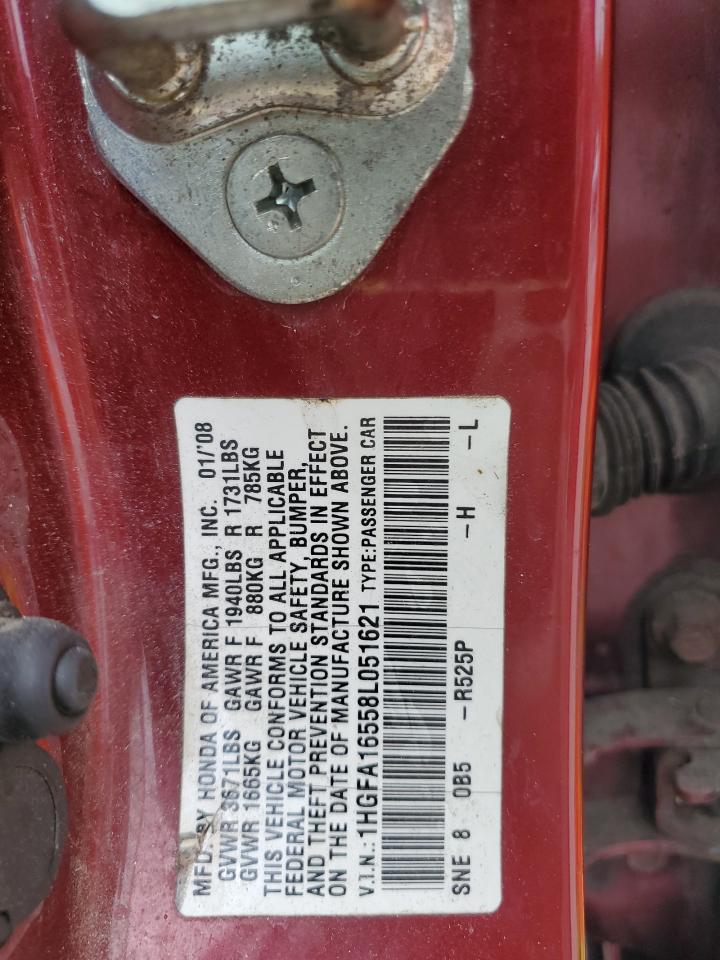 MFD. BY HONDA OF AMERICA MFG., INC. 01/'08
GVWR 3671LBS GAWR F 1940LBS R 1731LBS
GVWR 1665KG GAWR F 880KG R 785KG
THIS VEHICLE CONFORMS TO ALL APPLICABLE
FEDERAL MOTOR VEHICLE SAFETY, BUMPER,
AND THEFT PREVENTION STANDARDS IN EFFECT
ON THE DATE OF MANUFACTURE SHOWN ABOVE.
V.I.N.: 1HGFA16558L051621 TYPE:PASSENGER CAR
SNE 8 0B5 -R525P -H -L